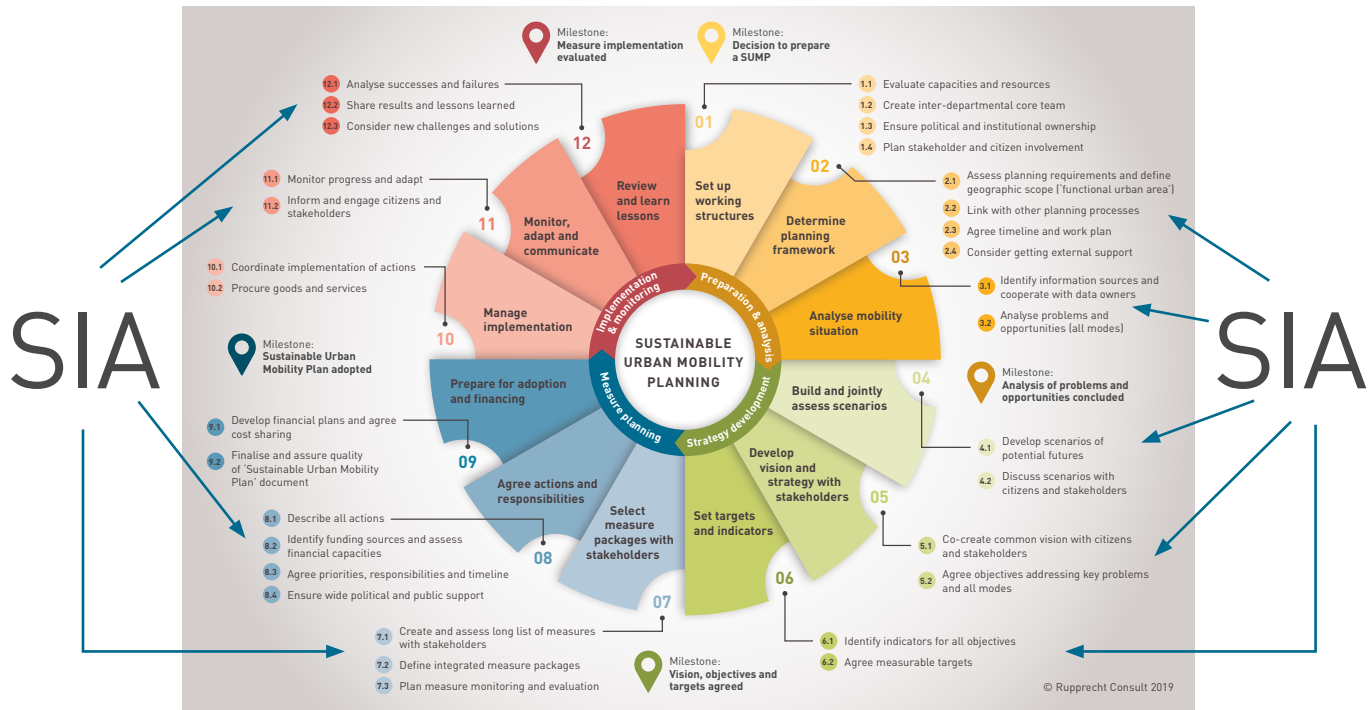 Milestone:
Measure implementation
evaluated
Milestone:
Decision to prepare
a SUMP
12.1 Analyse successes and failures
12.2 Share results and lessons learned
12.3 Consider new challenges and solutions
1.1 Evaluate capacities and resources
1.2 Create inter-departmental core team
1.3 Ensure political and institutional ownership
1.4 Plan stakeholder and citizen involvement
11.1 Monitor progress and adapt
11.2 Inform and engage citizens and
stakeholders
2.1 Assess planning requirements and define
geographic scope (‘functional urban area’)
2.2 Link with other planning processes
2.3 Agree timeline and work plan
2.4 Consider getting external support
10.1 Coordinate implementation of actions
10.2 Procure goods and services
3.1 Identify information sources and
cooperate with data owners
3.2 Analyse problems and
opportunities (all modes)
SIA
SIA
Milestone:
Sustainable Urban
Mobility Plan adopted
Milestone:
Analysis of problems and
opportunities concluded
01
Set up
working
structures
02
Determine
planning
framework
03
Analyse mobility
situation
04
Build and jointly
assess scenarios
05
Develop
vision and
strategy with
stakeholders
06
Set targets
and indicators
07
Select
measure
packages with
stakeholders
08
Agree actions and
responsibilities
09
Prepare for adoption
and financing
10
Manage
implementation
11
Monitor,
adapt and
communicate
12
Review
and learn
lessons
Preparation & analysis
Strategy development
Measure planning
Implementation
& monitoring
SUSTAINABLE
URBAN MOBILITY
PLANNING
9.1 Develop financial plans and agree
cost sharing
9.2 Finalise and assure quality
of ‘Sustainable Urban Mobility
Plan’ document
4.1 Develop scenarios of
potential futures
4.2 Discuss scenarios with
citizens and stakeholders
8.1 Describe all actions
8.2 Identify funding sources and assess
financial capacities
8.3 Agree priorities, responsibilities and timeline
8.4 Ensure wide political and public support
5.1 Co-create common vision with citizens
and stakeholders
5.2 Agree objectives addressing key problems
and all modes
7.1 Create and assess long list of measures
with stakeholders
7.2 Define integrated measure packages
7.3 Plan measure monitoring and evaluation
Milestone:
Vision, objectives and
targets agreed
6.1 Identify indicators for all objectives
6.2 Agree measurable targets
© Rupprecht Consult 2019